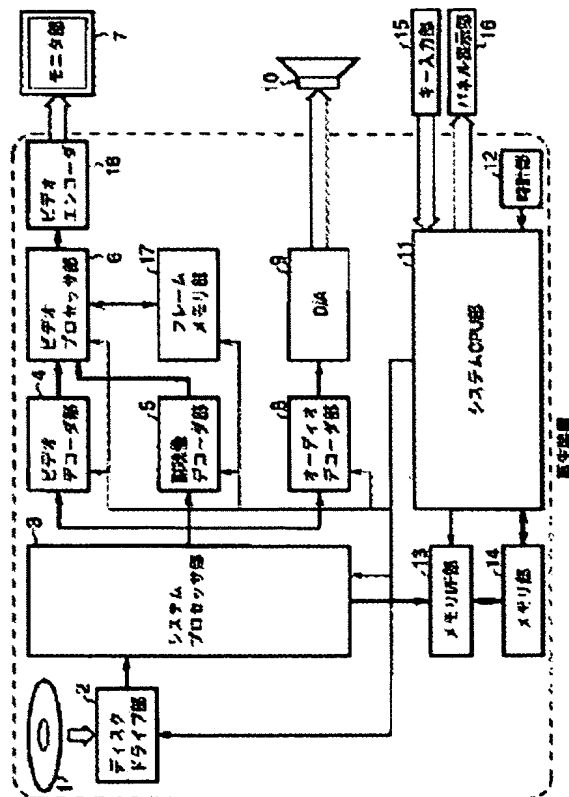 1
ディスク
ドライブ部
2
システム
プロセッサ部
3
ビデオ
デコーダ部
4
副映像
デコーダ部
5
オーディオ
デコーダ部
8
ビデオ
プロセッサ部
6
フレーム
メモリ部
17
D/A
9
ビデオ
エンコーダ
18
モニタ部
7
10
メモリI/F部
13
メモリ部
14
システムCPU部
11
時計部
12
キー入力部
15
パネル表示部
16
再生装置